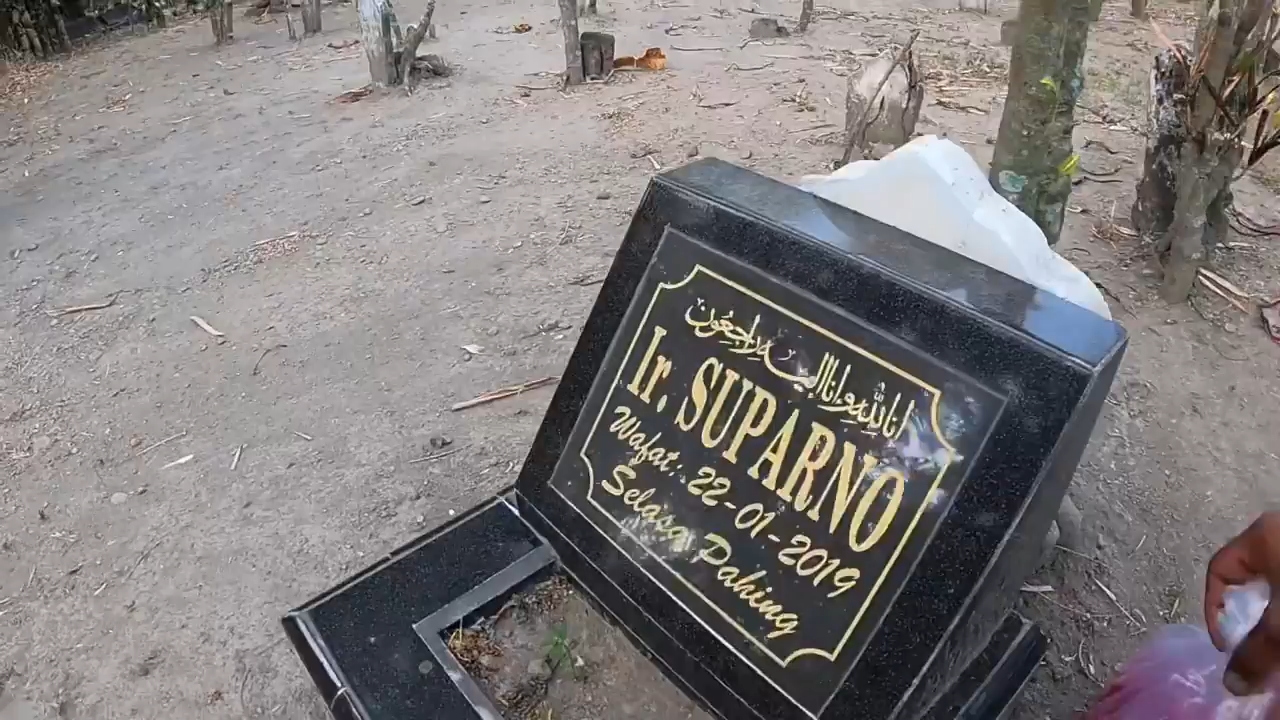 انا لله وانا اليه راجعون
Ir. SUPARNO
Wafat: 22-01-2019
Selasa Pahing